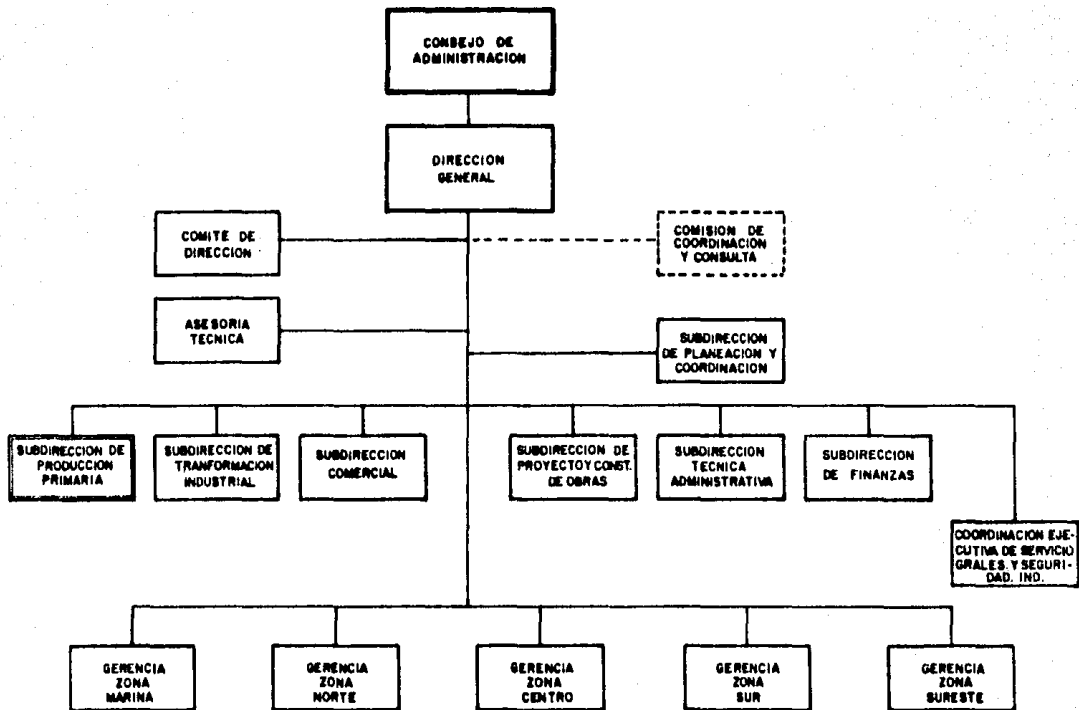 CONSEJO DE
ADMINISTRACION
DIRECCION
GENERAL
COMITE DE
DIRECCION
COMISION DE
COORDINACION
Y CONSULTA
ASESORIA
TECNICA
SUBDIRECCION
DE PLANEACION Y
COORDINACION
SUBDIRECCION DE
PRODUCCION
PRIMARIA
SUBDIRECCION DE
TRANFORMACION
INDUSTRIAL
SUBDIRECCION
COMERCIAL
SUBDIRECCION DE
PROYECTO Y CONST.
DE OBRAS
SUBDIRECCION
TECNICA
ADMINISTRATIVA
SUBDIRECCION
DE FINANZAS
COORDINACION EJE-
CUTIVA DE SERVICIO
GRALES. Y SEGURI-
DAD. IND.
GERENCIA
ZONA
MARINA
GERENCIA
ZONA
NORTE
GERENCIA
ZONA
CENTRO
GERENCIA
ZONA
SUR
GERENCIA
ZONA
SURESTE